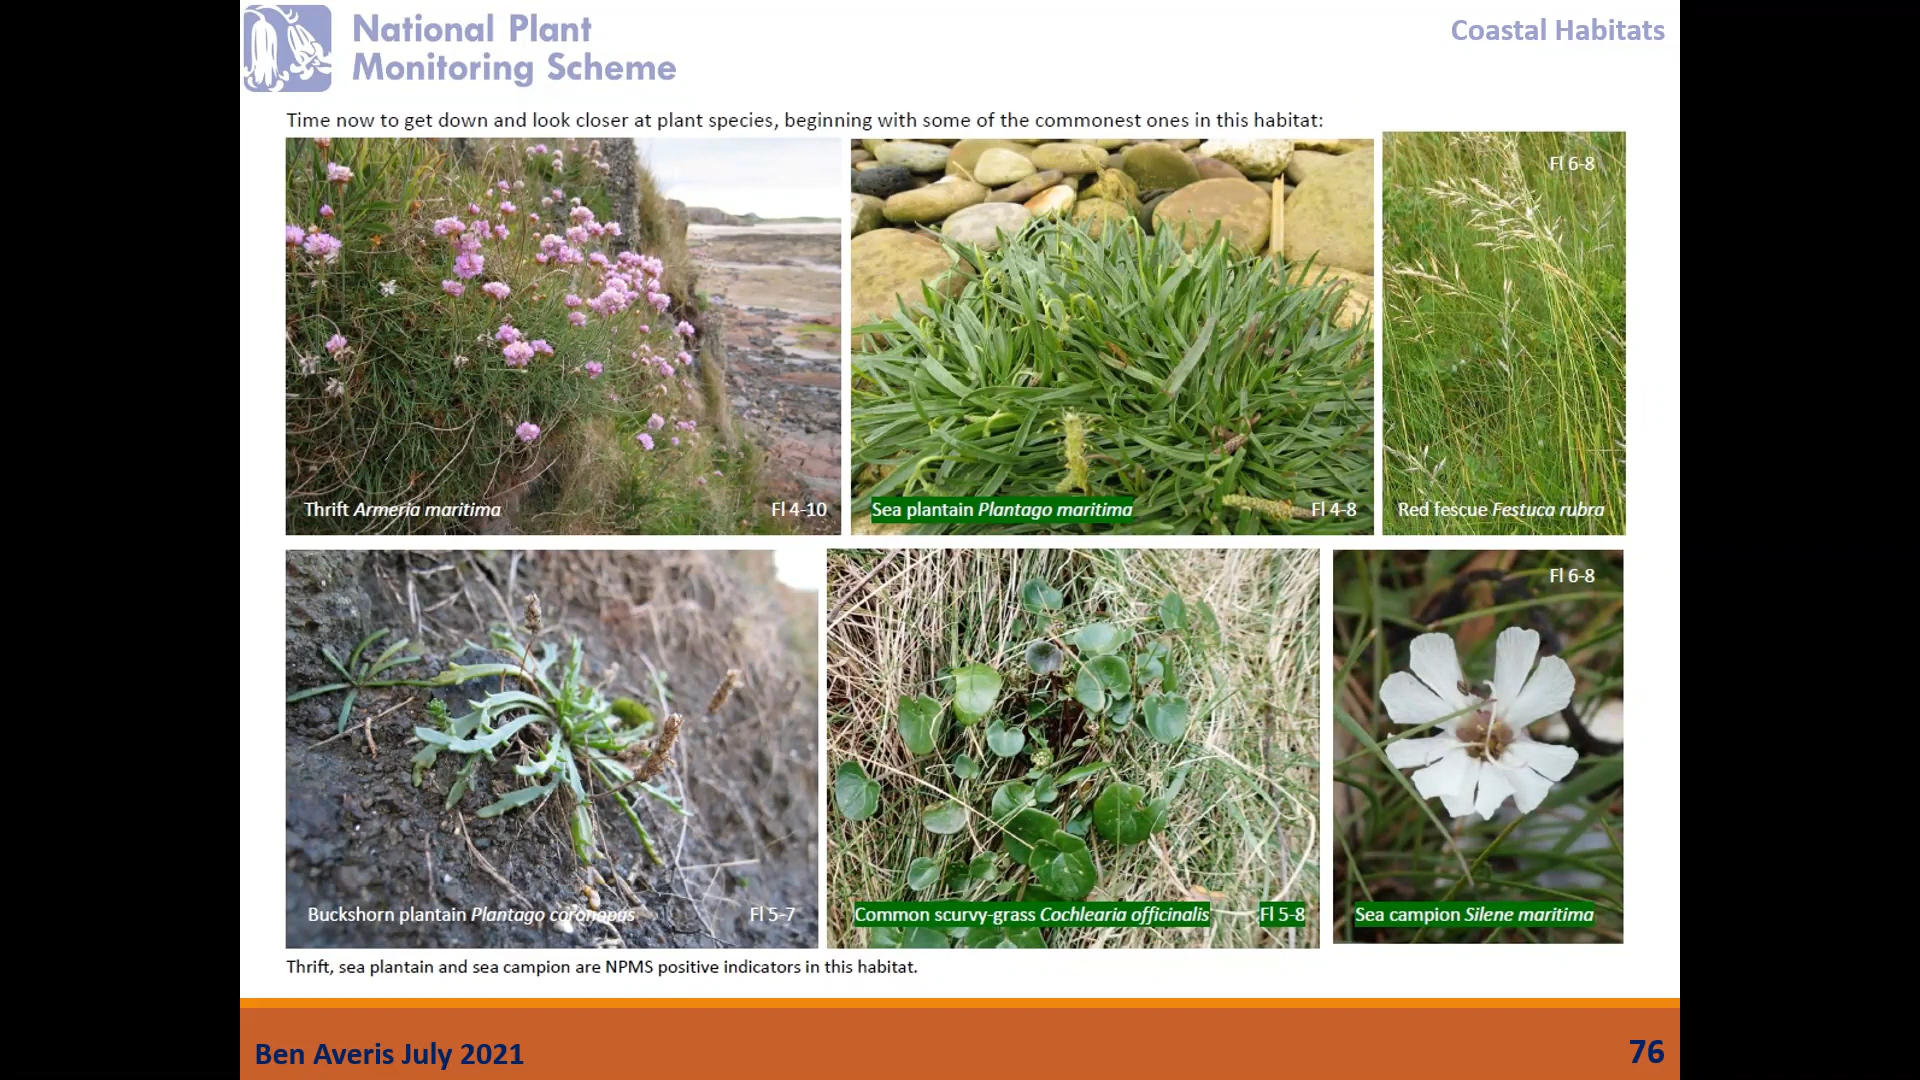 National Plant
Monitoring Scheme
Coastal Habitats
Time now to get down and look closer at plant species, beginning with some of the commonest ones in this habitat:
Thrift Armeria maritima
Fl 4-10
Sea plantain Plantago maritima
Fl 4-8
Fl 6-8
Red fescue Festuca rubra
Buckshorn plantain Plantago coronopus
Fl 5-7
Common scurvy-grass Cochlearia officinalis
Fl 5-8
Fl 6-8
Sea campion Silene maritima
Thrift, sea plantain and sea campion are NPMS positive indicators in this habitat.
Ben Averis July 2021
76